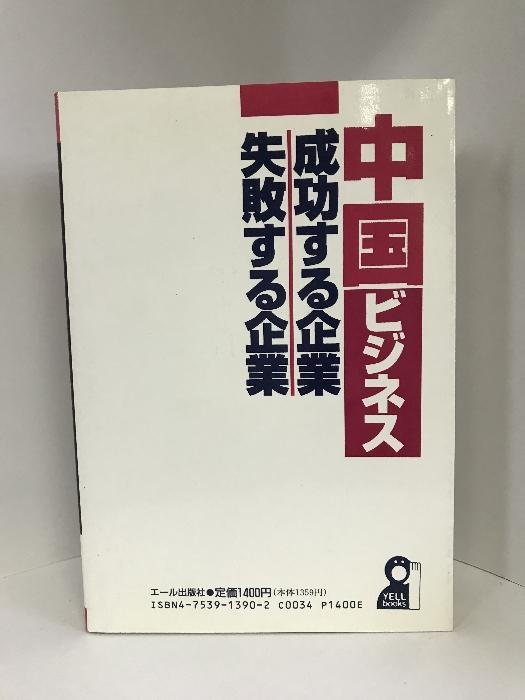 中国ビジネス
成功する企業
失敗する企業
エール出版社●定価1400円(本体1359円)
ISBN4-7539-1390-2 C0034 P1400E
YELL
books